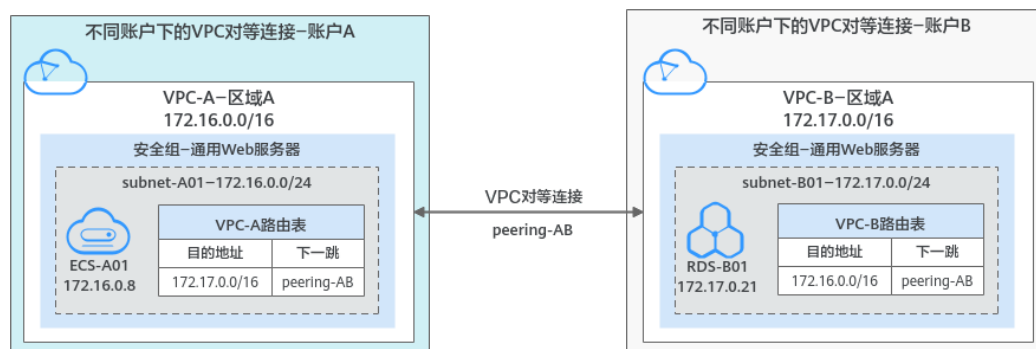 不同账户下的VPC对等连接–账户A
VPC-A–区域A
172.16.0.0/16
安全组–通用Web服务器
subnet-A01–172.16.0.0/24
VPC-A路由表
目的地址 下一跳
172.17.0.0/16 peering-AB
ECS-A01
172.16.0.8
VPC对等连接
peering-AB
不同账户下的VPC对等连接–账户B
VPC-B–区域A
172.17.0.0/16
安全组–通用Web服务器
subnet-B01–172.17.0.0/24
VPC-B路由表
目的地址 下一跳
172.16.0.0/16 peering-AB
RDS-B01
172.17.0.21